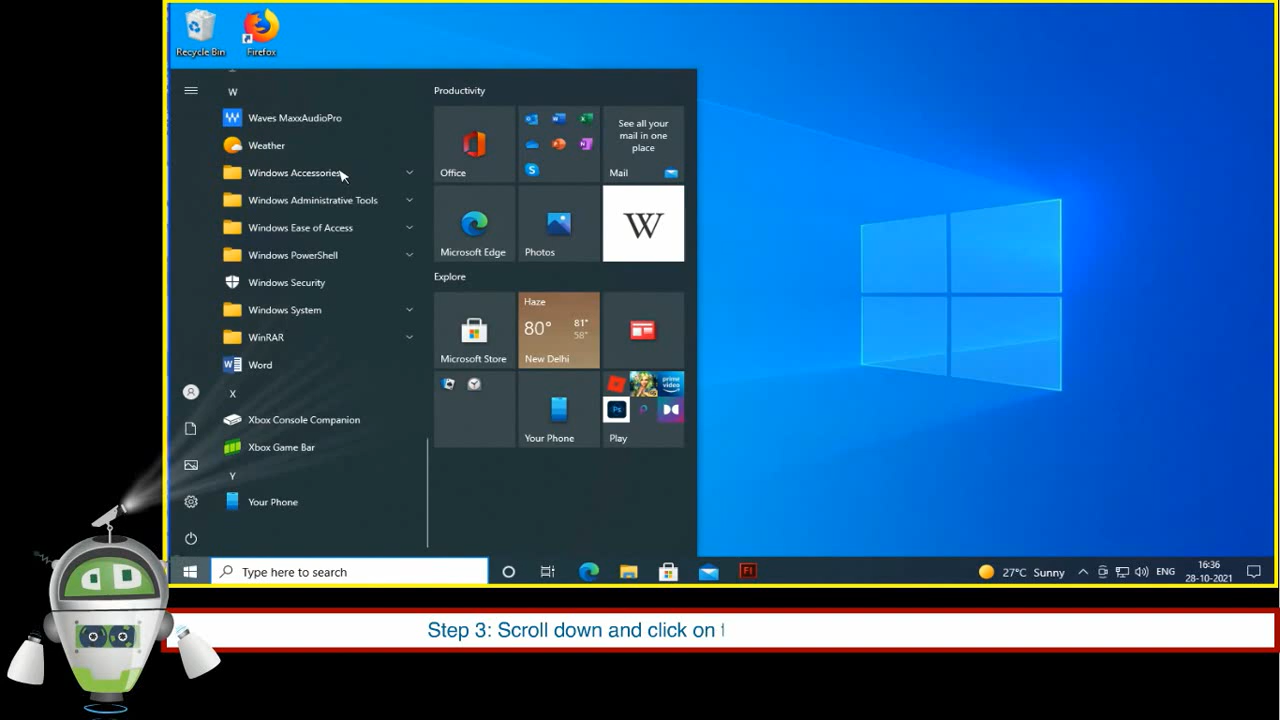 Recycle Bin
Firefox
W
Waves MaxxAudioPro
Weather
Windows Accessories
Windows Administrative Tools
Windows Ease of Access
Windows PowerShell
Windows Security
Windows System
WinRAR
Word
X
Xbox Console Companion
Xbox Game Bar
Y
Your Phone
Productivity
Office
See all your
mail in one
place
Mail
Microsoft Edge
Photos
W
Explore
Microsoft Store
Haze
80°
81°
58°
New Delhi
Your Phone
prime
video
Ps
Play
Type here to search
27°C Sunny
ENG
16:36
28-10-2021
Step 3: Scroll down and click on